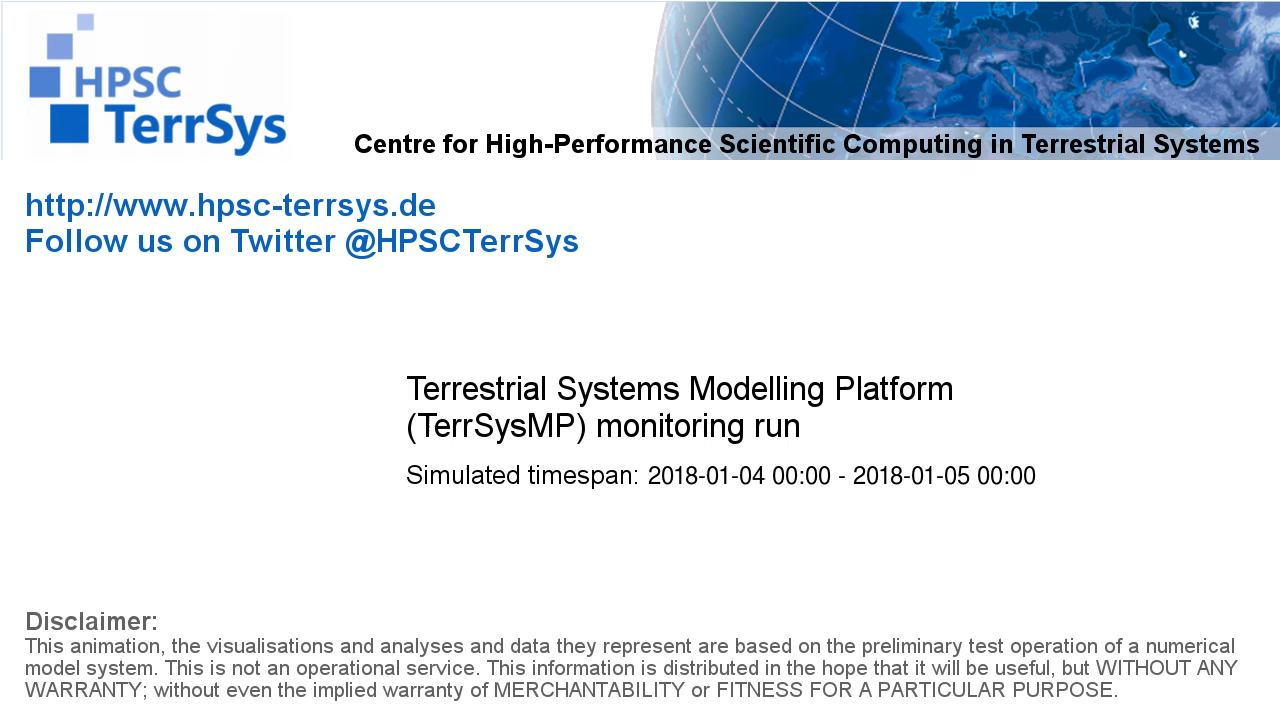 HPSC
TerrSys
Centre for High-Performance Scientific Computing in Terrestrial Systems
http://www.hpsc-terrsys.de
Follow us on Twitter @HPSCTerrSys
Terrestrial Systems Modelling Platform
(TerrSysMP) monitoring run
Simulated timespan: 2018-01-04 00:00 - 2018-01-05 00:00
Disclaimer:
This animation, the visualisations and analyses and data they represent are based on the preliminary test operation of a numerical
model system. This is not an operational service. This information is distributed in the hope that it will be useful, but WITHOUT ANY
WARRANTY; without even the implied warranty of MERCHANTABILITY or FITNESS FOR A PARTICULAR PURPOSE.